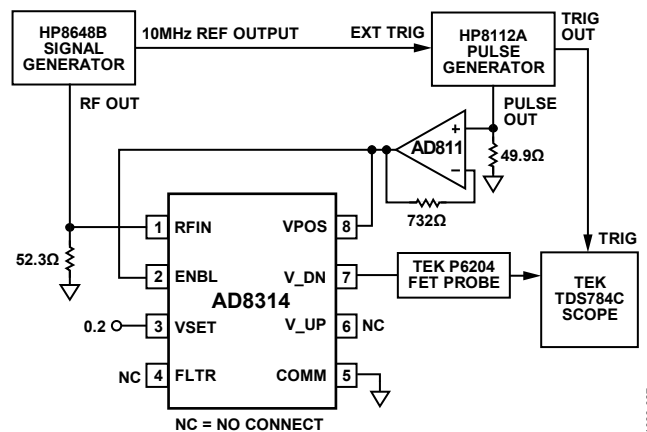 HP8648B
SIGNAL
GENERATOR
10MHz REF OUTPUT
EXT TRIG
HP8112A
PULSE
GENERATOR
TRIG
OUT
RF OUT
PULSE
OUT
+
AD811
–
49.9Ω
732Ω
52.3Ω
1 RFIN
VPOS 8
2 ENBL
V_DN 7
AD8314
0.2 3 VSET
V_UP 6 NC
NC 4 FLTR
COMM 5
TEK P6204
FET PROBE
TRIG
TEK
TDS784C
SCOPE
NC = NO CONNECT